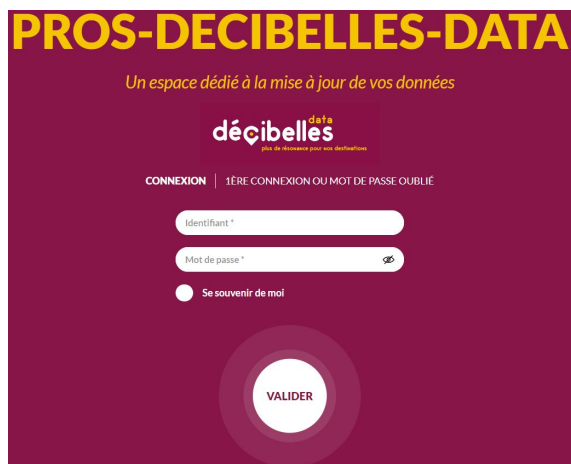 PROS-DECIBELLES-DATA
Un espace dédié à la mise à jour de vos données
data
décibelles
plus de résonance pour nos destinations
CONNEXION | 1ÈRE CONNEXION OU MOT DE PASSE OUBLIÉ
Identifiant *
Mot de passe *
Se souvenir de moi
VALIDER